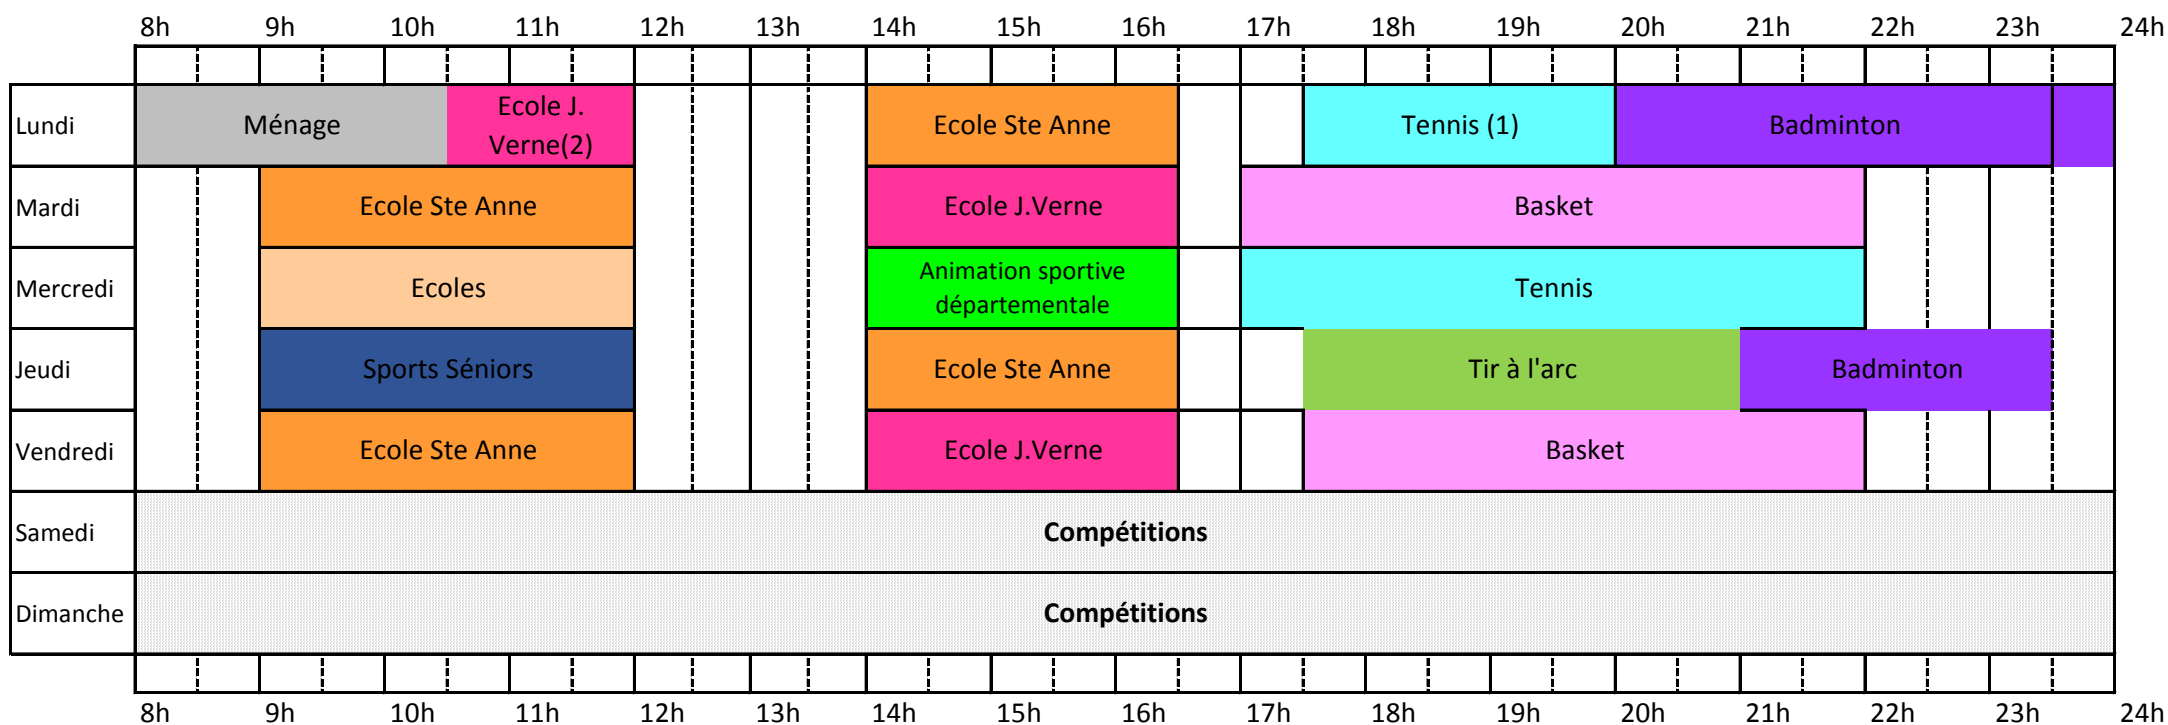 8h 9h 10h 11h 12h 13h 14h 15h 16h 17h 18h 19h 20h 21h 22h 23h 24h
Lundi Ménage Ecole J. Verne(2) Ecole Ste Anne Tennis (1) Badminton
Mardi Ecole Ste Anne Ecole J.Verne Basket
Mercredi Ecoles Animation sportive départementale Tennis
Jeudi Sports Séniors Ecole Ste Anne Tir à l'arc Badminton
Vendredi Ecole Ste Anne Ecole J.Verne Basket
Samedi Compétitions
Dimanche Compétitions
8h 9h 10h 11h 12h 13h 14h 15h 16h 17h 18h 19h 20h 21h 22h 23h 24h